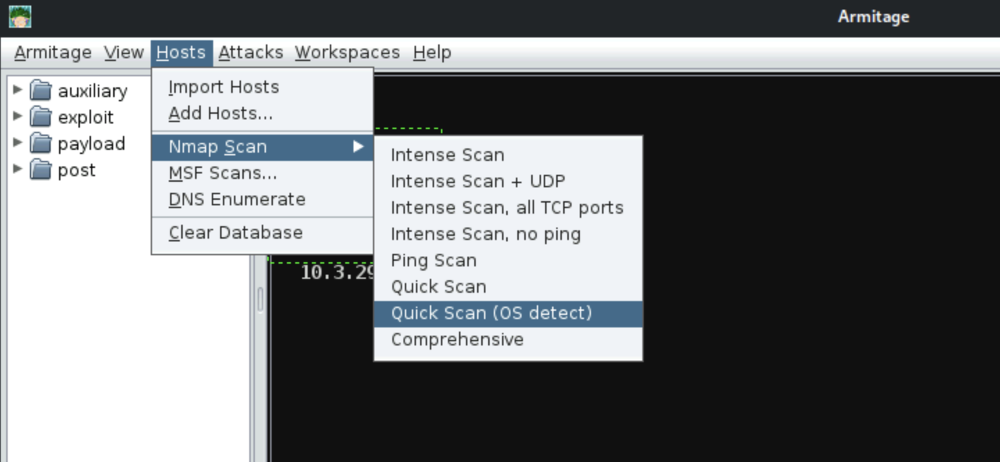 Armitage
Armitage View Hosts Attacks Workspaces Help
auxiliary
exploit
payload
post
Import Hosts
Add Hosts...
Nmap Scan
MSF Scans...
DNS Enumerate
Clear Database
Intense Scan
Intense Scan + UDP
Intense Scan, all TCP ports
Intense Scan, no ping
Ping Scan
Quick Scan
Quick Scan (OS detect)
Comprehensive
10.3.29